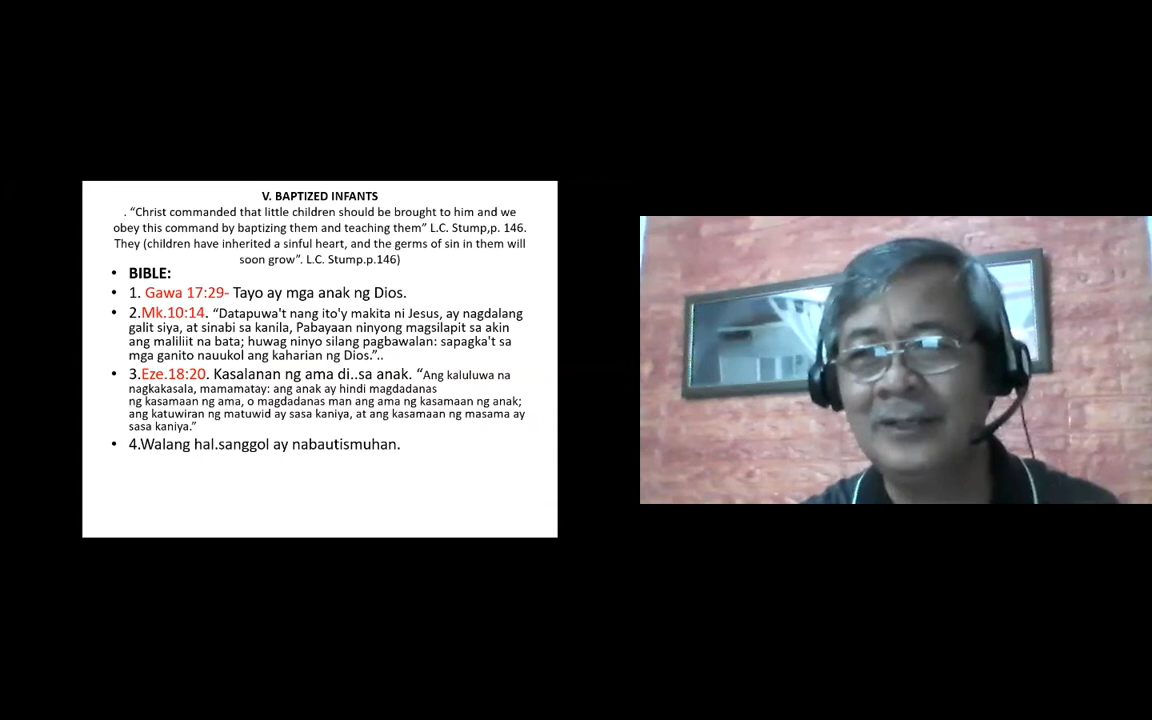 V. BAPTIZED INFANTS
. “Christ commanded that little children should be brought to him and we
obey this command by baptizing them and teaching them” L.C. Stump,p. 146.
They (children have inherited a sinful heart, and the germs of sin in them will
soon grow”. L.C. Stump.p.146)
• BIBLE:
• 1. Gawa 17:29- Tayo ay mga anak ng Dios.
• 2.Mk.10:14. “Datapuwa't nang ito'y makita ni Jesus, ay nagdalang
galit siya, at sinabi sa kanila, Pabayaan ninyong magsilapit sa akin
ang maliliit na bata; huwag ninyo silang pagbawalan: sapagka't sa
mga ganito nauukol ang kaharian ng Dios.”..
• 3.Eze.18:20. Kasalanan ng ama di..sa anak. “Ang kaluluwa na
nagkakasala, mamamatay: ang anak ay hindi magdadanas
ng kasamaan ng ama, o magdadanas man ang ama ng kasamaan ng anak;
ang katuwiran ng matuwid ay sasa kaniya, at ang kasamaan ng masama ay
sasa kaniya.”
• 4.Walang hal.sanggol ay nabautismuhan.